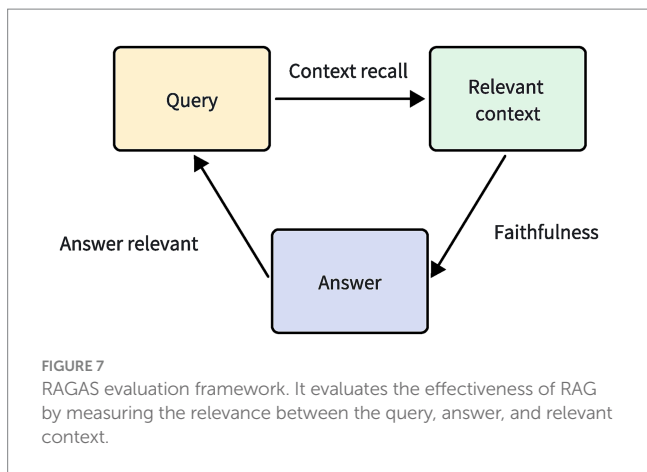 Context recall
Query
Relevant
context
Answer relevant
Faithfulness
Answer
FIGURE 7
RAGAS evaluation framework. It evaluates the effectiveness of RAG
by measuring the relevance between the query, answer, and relevant
context.